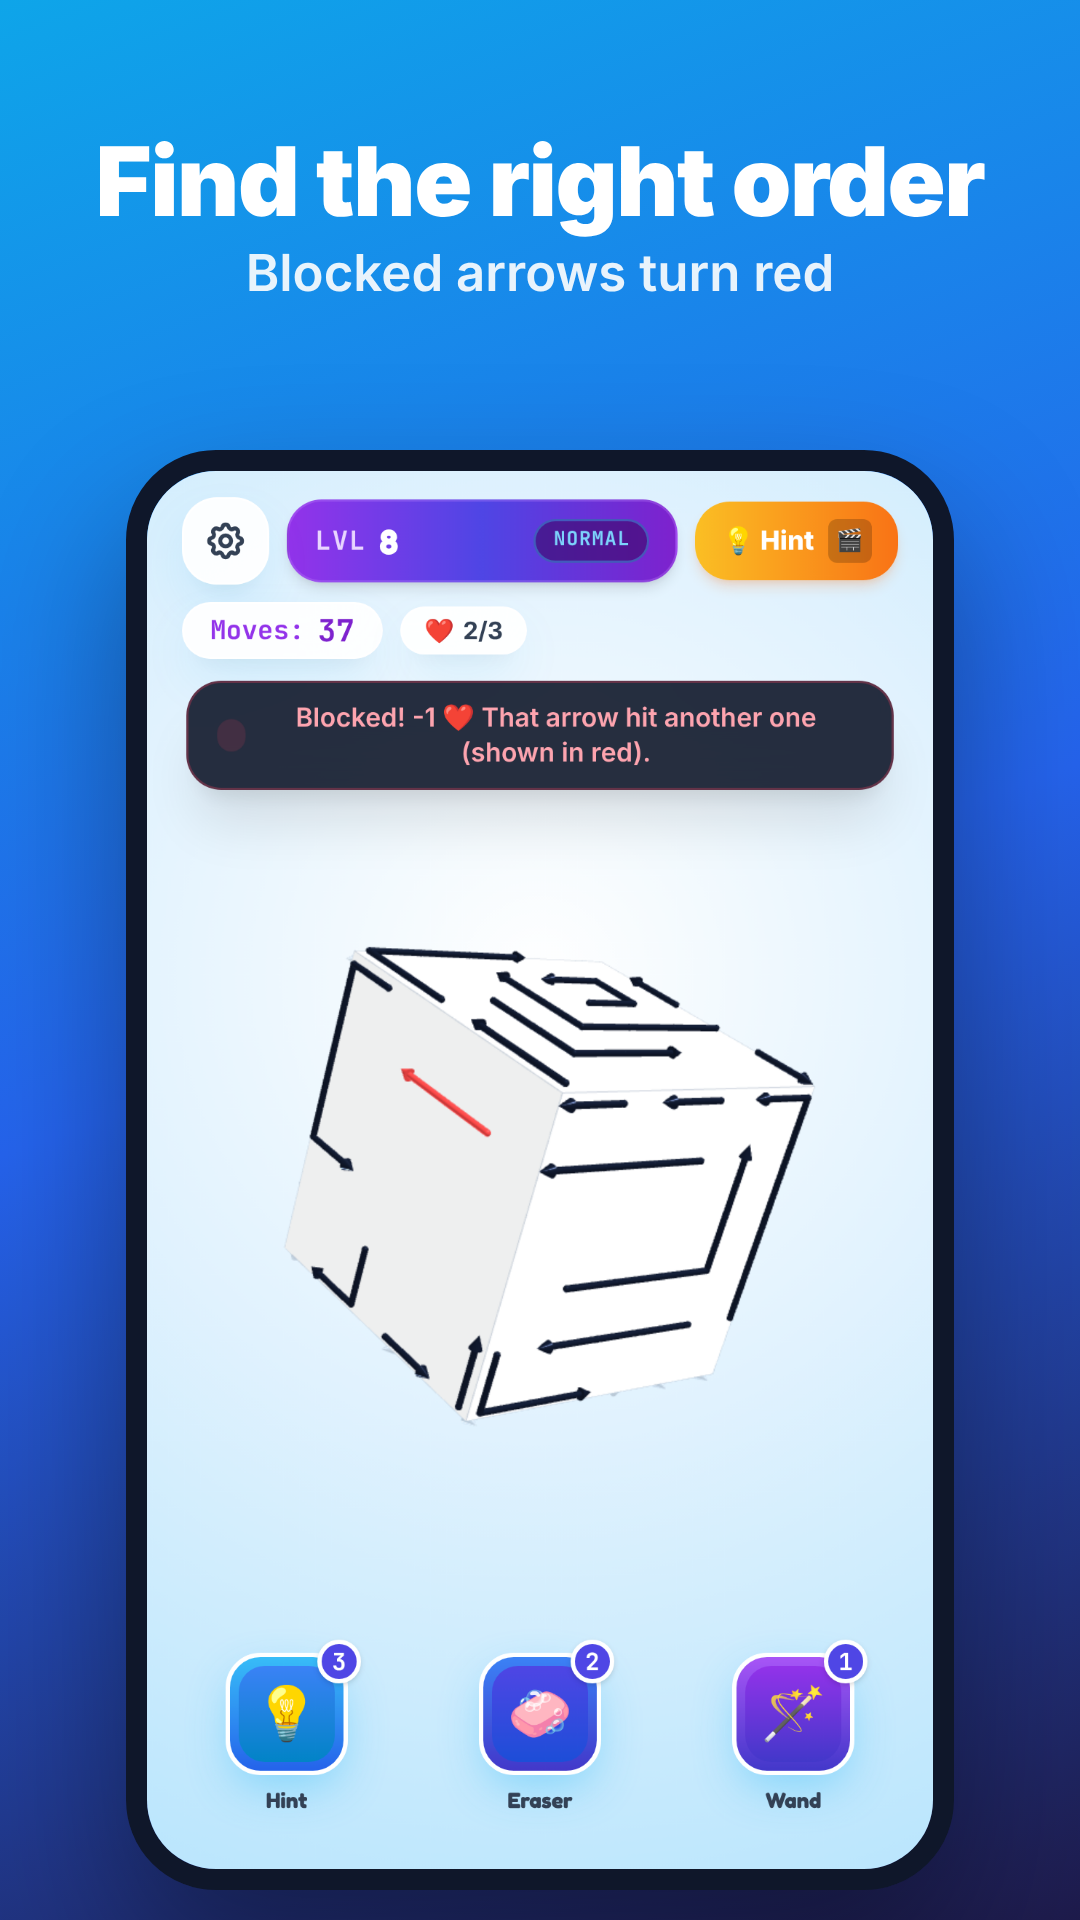 Find the right order
Blocked arrows turn red
LVL 8
NORMAL
💡 Hint 🎬
Moves: 37
❤️ 2/3
Blocked! -1 ❤️ That arrow hit another one
(shown in red).
3
2
1
Hint
Eraser
Wand